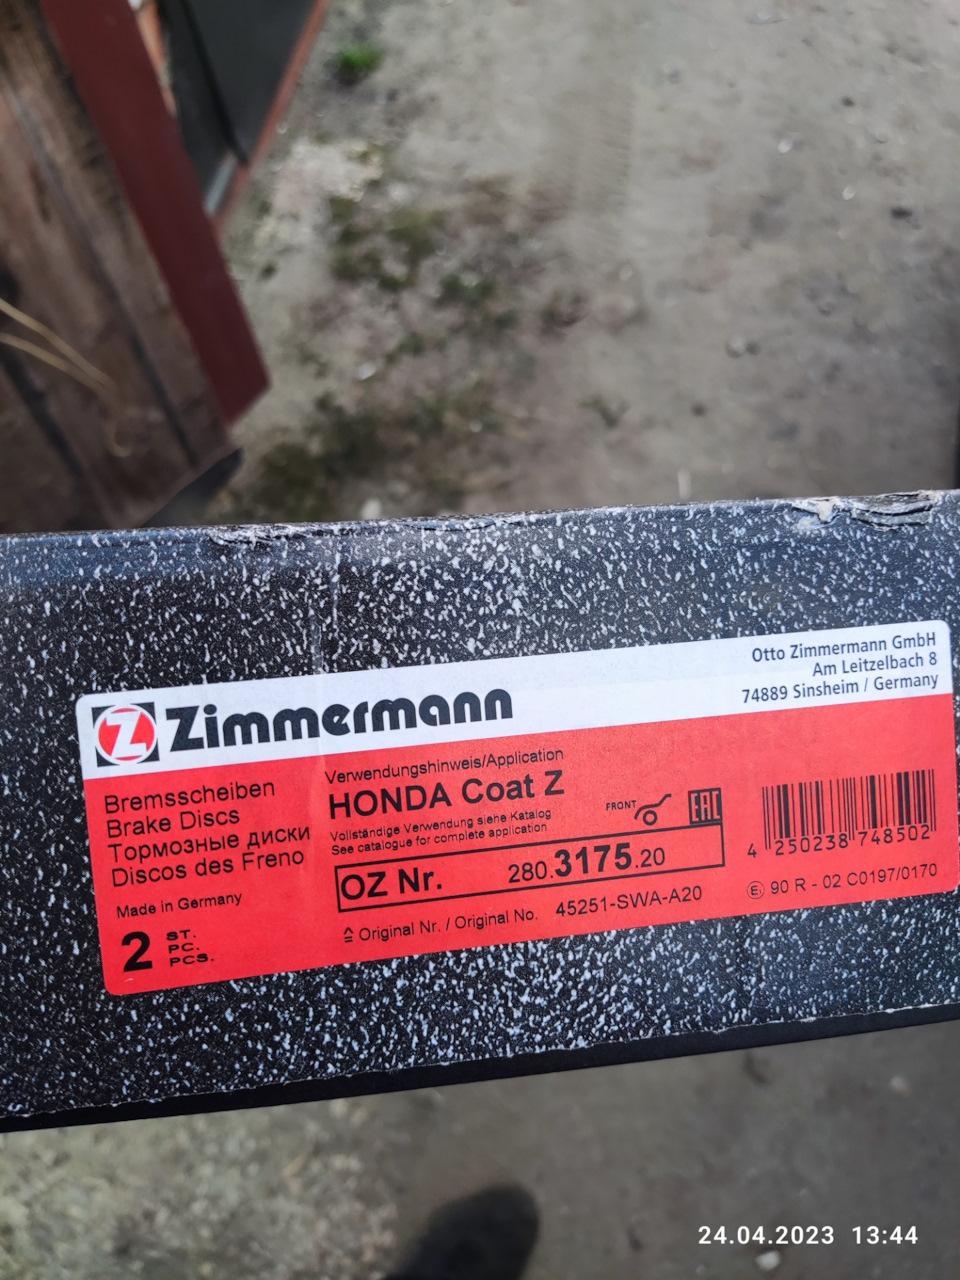 Otto Zimmermann GmbH
Am Leitzelbach 8
74889 Sinsheim / Germany
Z Zimmermann
Bremsscheiben
Brake Discs
Тормозные диски
Discos des Freno
Made in Germany
2 ST.
PC.
PCS.
Verwendungshinweis/Application
HONDA Coat Z
Vollständige Verwendung siehe Katalog
See catalogue for complete application
FRONT
EAC
OZ Nr. 280.3175.20
≙ Original Nr. / Original No. 45251-SWA-A20
4 250238 748502
E1 90 R - 02 C0197/0170
24.04.2023 13:44